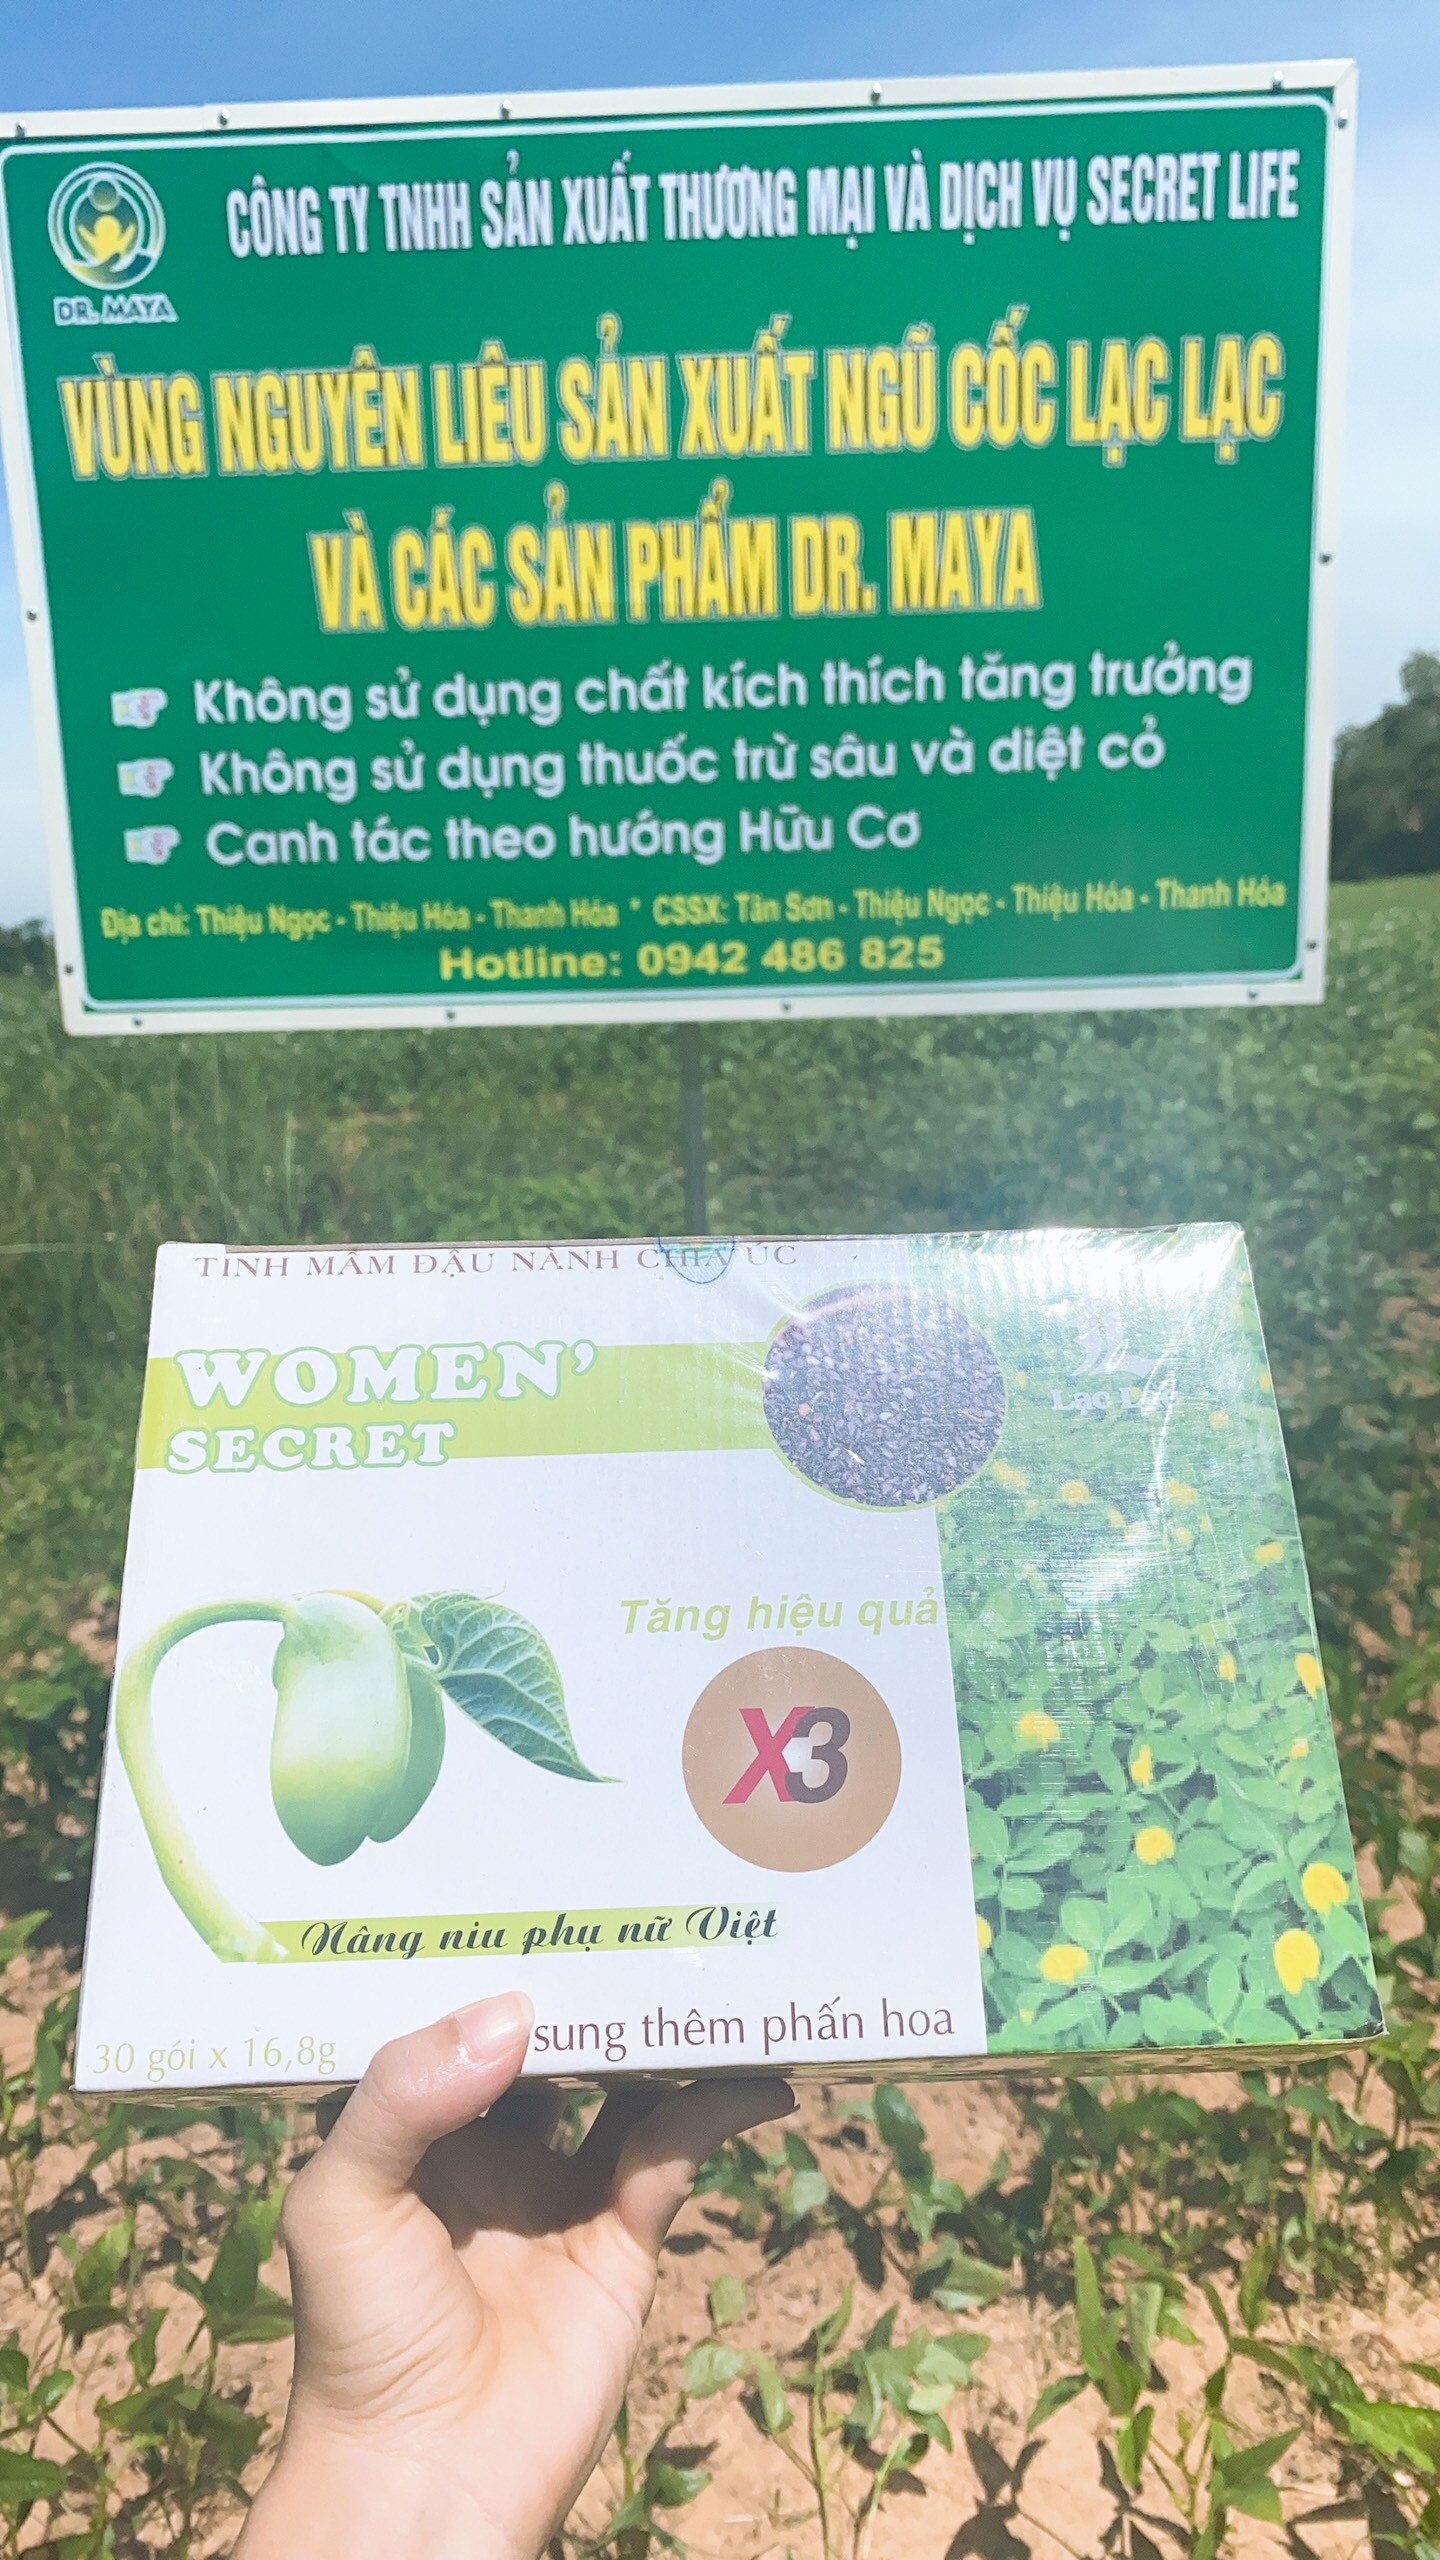 CÔNG TY TNHH SẢN XUẤT THƯƠNG MẠI VÀ DỊCH VỤ SECRET LIFE
DR. MAYA
VÙNG NGUYÊN LIỆU SẢN XUẤT NGŨ CỐC LẠC LẠC
VÀ CÁC SẢN PHẨM DR. MAYA
Không sử dụng chất kích thích tăng trưởng
Không sử dụng thuốc trừ sâu và diệt cỏ
Canh tác theo hướng Hữu Cơ
Địa chỉ: Thiệu Ngọc - Thiệu Hóa - Thanh Hóa * CSSX: Tân Sơn - Thiệu Ngọc - Thiệu Hóa - Thanh Hóa
Hotline: 0942 486 825
TINH MẦM ĐẬU NÀNH CHIA ÚC
WOMEN'
SECRET
Lạc Lạc
Tăng hiệu quả
X3
Nâng niu phụ nữ Việt
sung thêm phấn hoa
30 gói x 16,8g